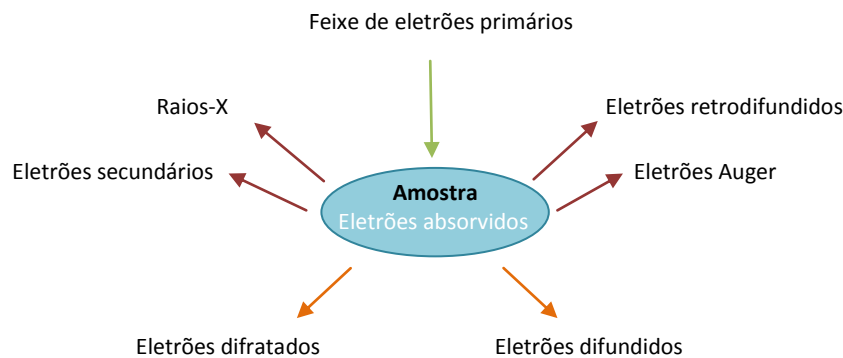 Feixe de eletrões primários
Raios-X
Eletrões retrodifundidos
Eletrões secundários
Eletrões Auger
Amostra
Eletrões absorvidos
Eletrões difratados
Eletrões difundidos